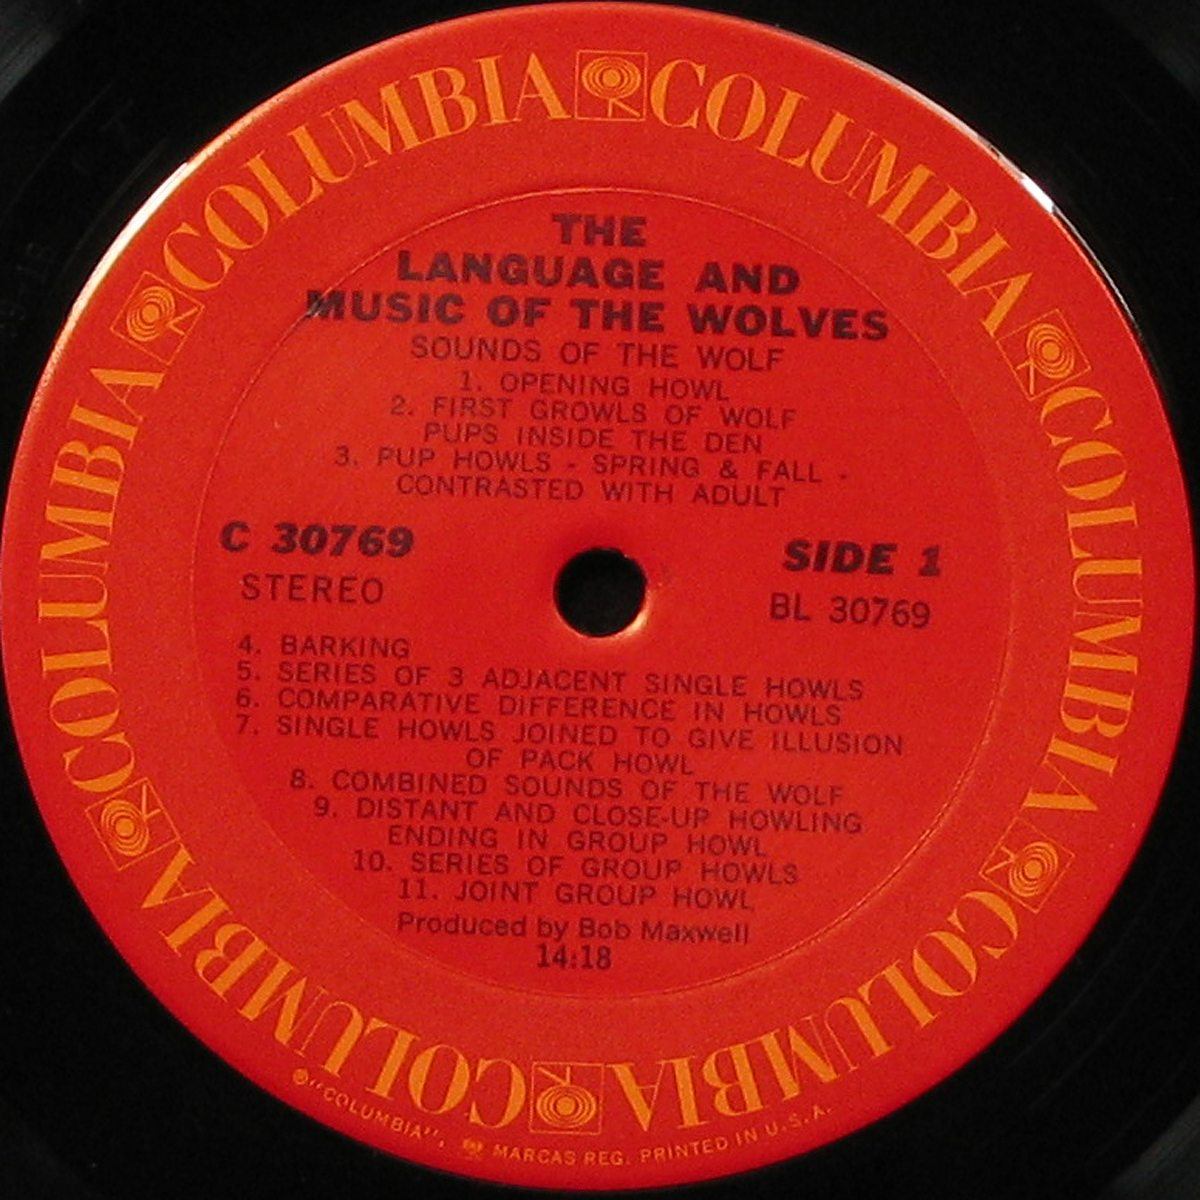 COLUMBIA COLUMBIA COLUMBIA COLUMBIA COLUMBIA COLUMBIA
THE
LANGUAGE AND
MUSIC OF THE WOLVES
SOUNDS OF THE WOLF
1. OPENING HOWL
2. FIRST GROWLS OF WOLF
PUPS INSIDE THE DEN
3. PUP HOWLS - SPRING & FALL -
CONTRASTED WITH ADULT
C 30769
STEREO
SIDE 1
BL 30769
4. BARKING
5. SERIES OF 3 ADJACENT SINGLE HOWLS
6. COMPARATIVE DIFFERENCE IN HOWLS
7. SINGLE HOWLS JOINED TO GIVE ILLUSION
OF PACK HOWL
8. COMBINED SOUNDS OF THE WOLF
9. DISTANT AND CLOSE-UP HOWLING
ENDING IN GROUP HOWL
10. SERIES OF GROUP HOWLS
11. JOINT GROUP HOWL
Produced by Bob Maxwell
14:18
® "COLUMBIA", MARCAS REG. PRINTED IN U.S.A.